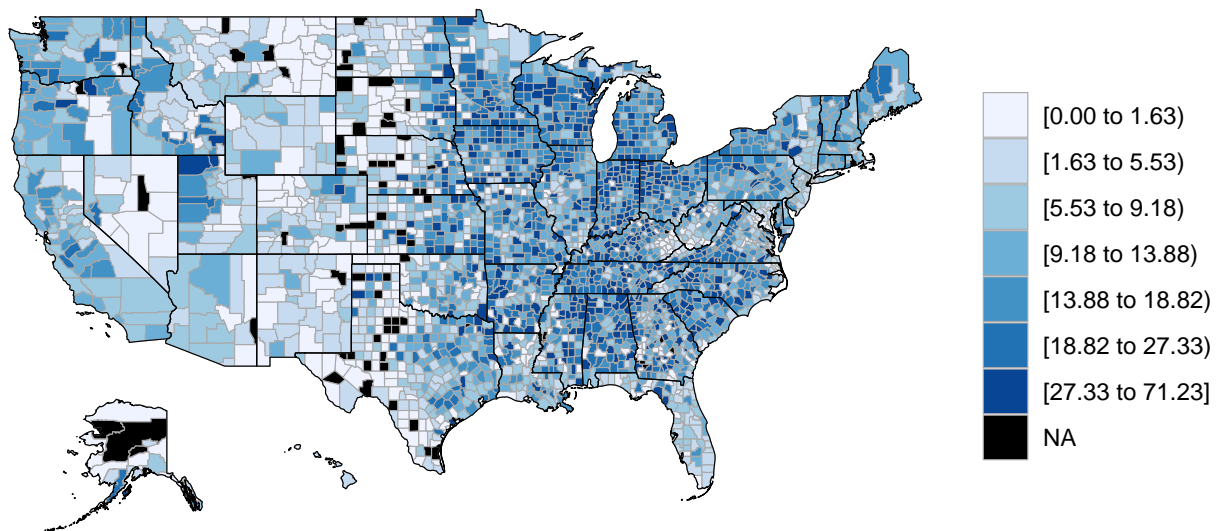 [0.00 to 1.63)
[1.63 to 5.53)
[5.53 to 9.18)
[9.18 to 13.88)
[13.88 to 18.82)
[18.82 to 27.33)
[27.33 to 71.23]
NA